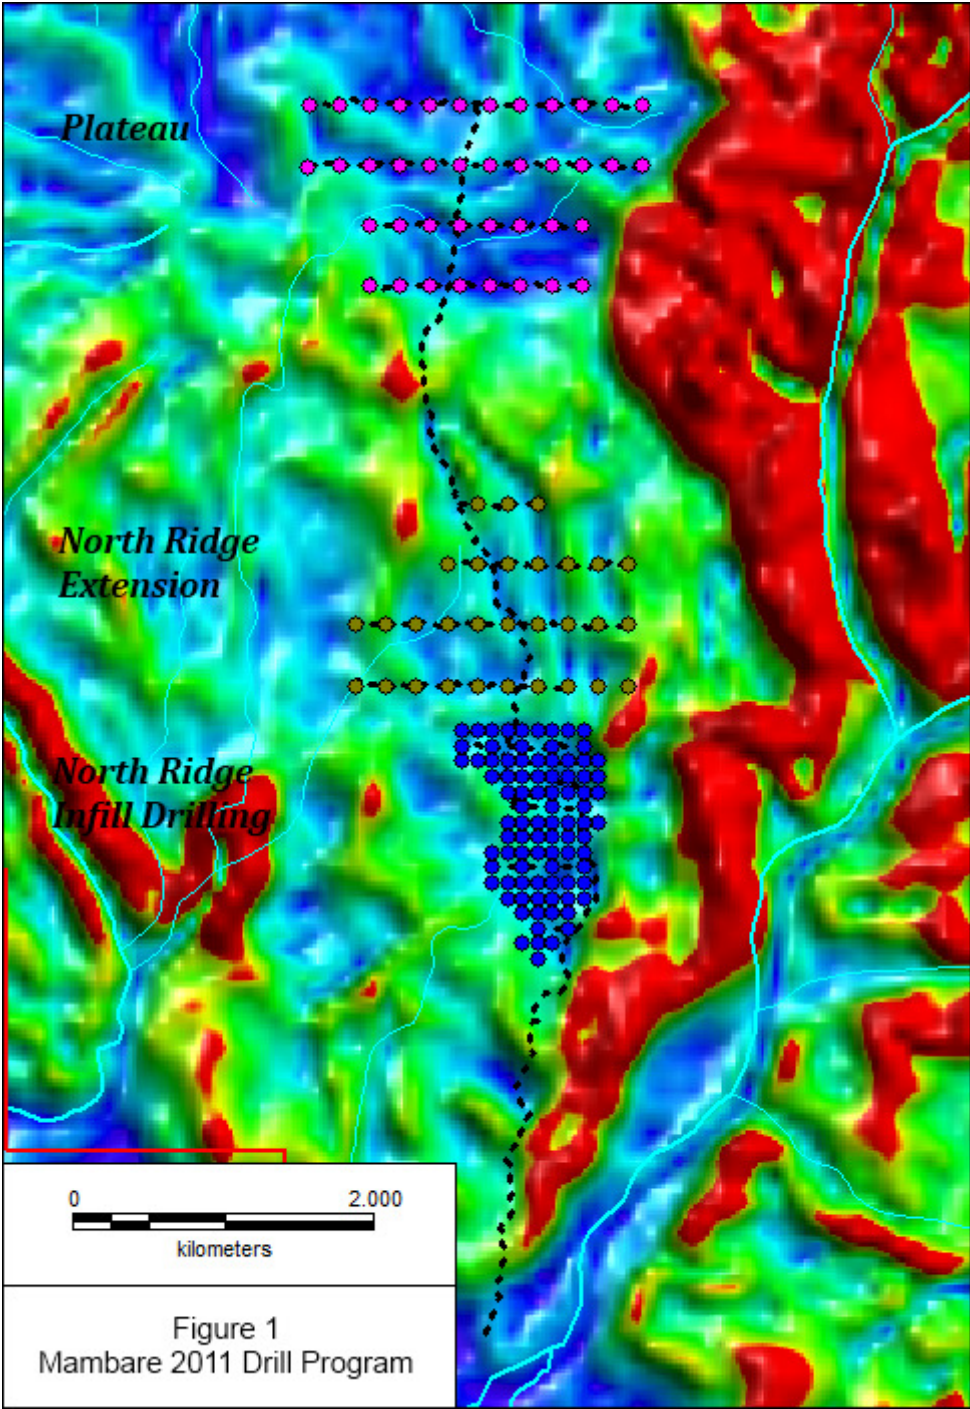 Plateau
North Ridge
Extension
North Ridge
Infill Drilling
0 2.000
kilometers
Figure 1
Mambare 2011 Drill Program